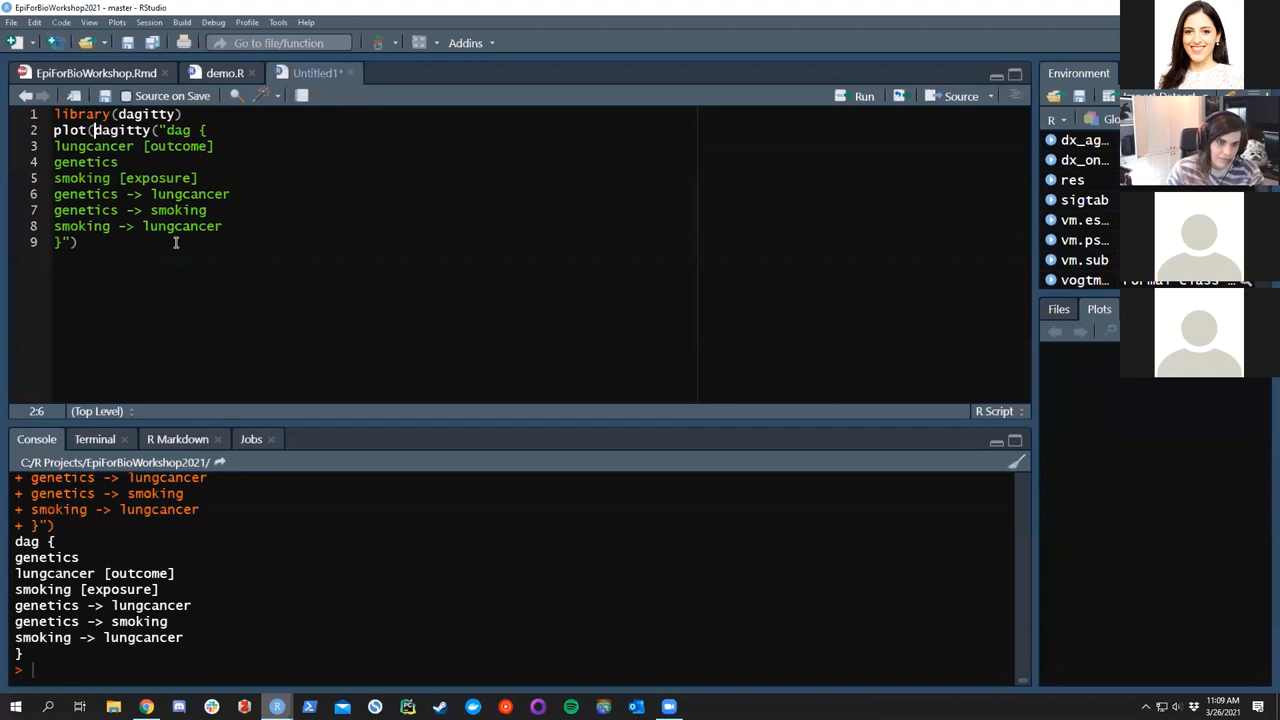 EpiForBioWorkshop2021 - master - RStudio
File Edit Code View Plots Session Build Debug Profile Tools Help
Go to file/function Addins
EpiForBioWorkshop.Rmd demo.R Untitled1*
Source on Save Run Source
1 library(dagitty)
2 plot(dagitty("dag {
3 lungcancer [outcome]
4 genetics
5 smoking [exposure]
6 genetics -> lungcancer
7 genetics -> smoking
8 smoking -> lungcancer
9 }")
2:6 (Top Level) R Script
Console Terminal R Markdown Jobs
C:/R Projects/EpiForBioWorkshop2021/
+ genetics -> lungcancer
+ genetics -> smoking
+ smoking -> lungcancer
+ }")
dag {
genetics
lungcancer [outcome]
smoking [exposure]
genetics -> lungcancer
genetics -> smoking
smoking -> lungcancer
}
>
Environment
R Glo
dx_ag…
dx_on…
res
sigtab
vm.es…
vm.ps…
vm.sub
vogtm…
Files Plots
11:09 AM
3/26/2021